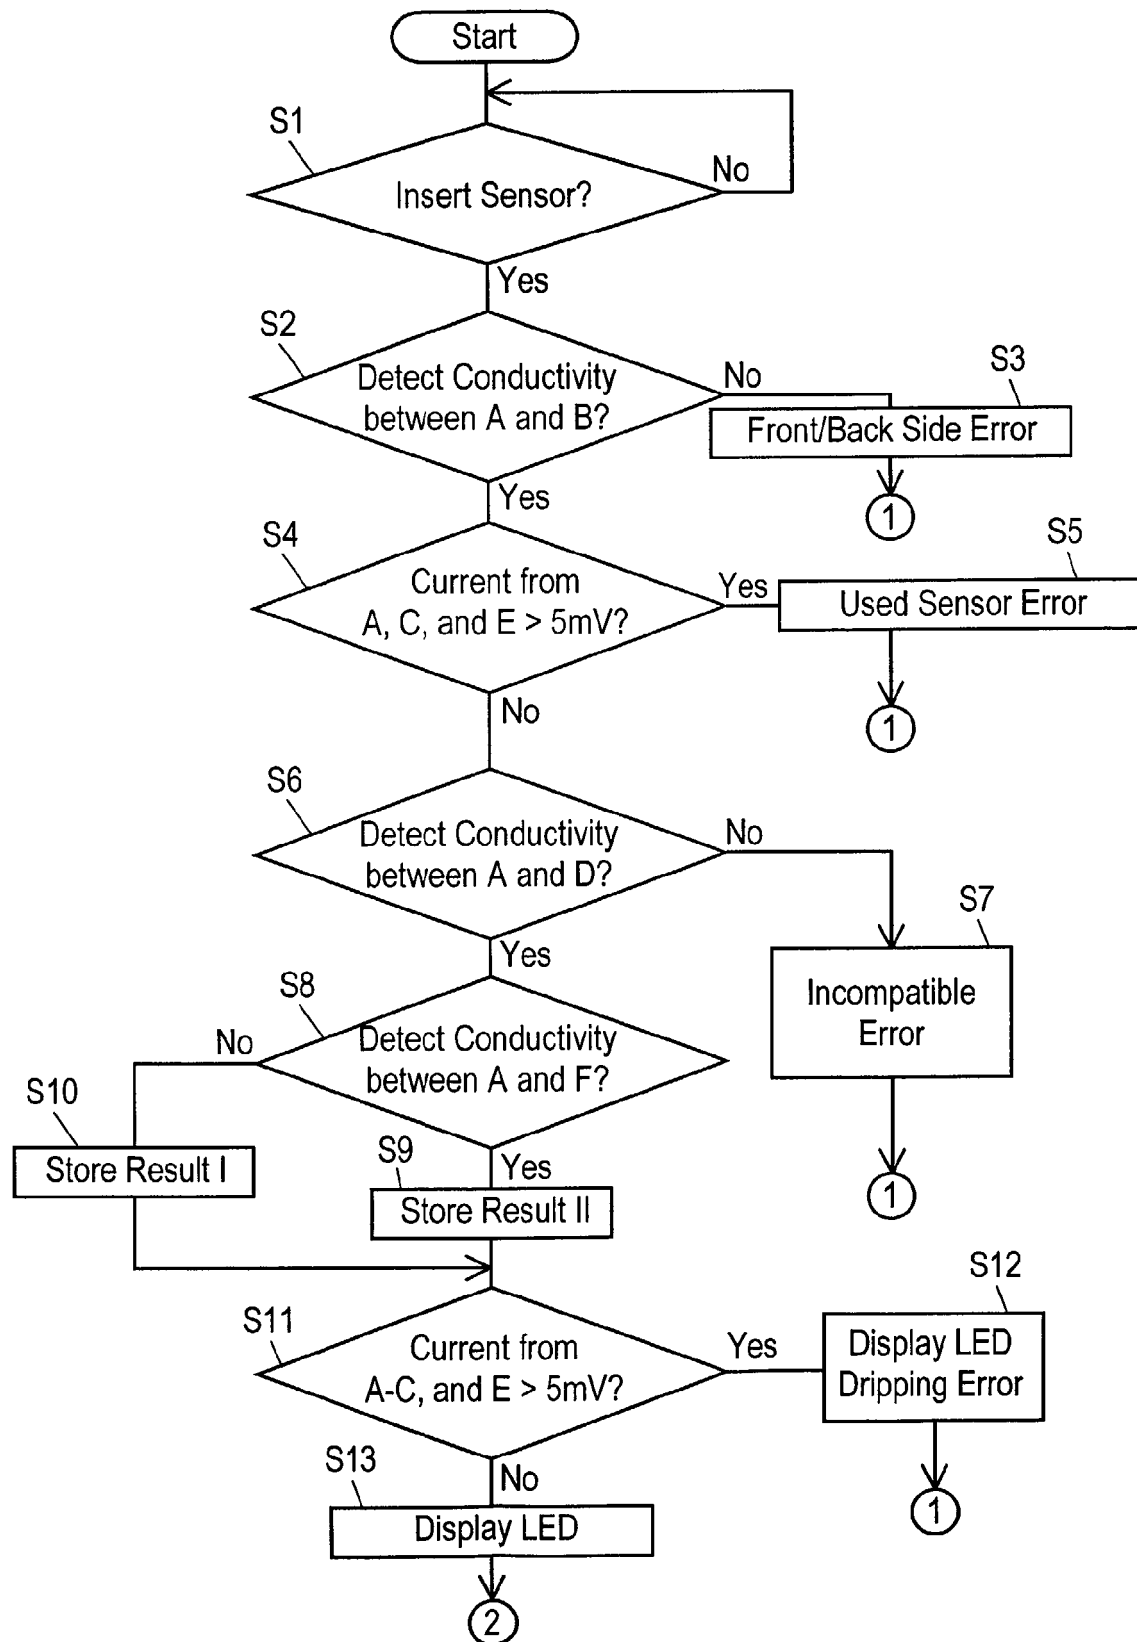 Start
S1
No
Insert Sensor?
Yes
S2
Detect Conductivity
between A and B?
No
S3
Front/Back Side Error
1
Yes
S4
Current from
A, C, and E > 5mV?
Yes
S5
Used Sensor Error
1
No
S6
Detect Conductivity
between A and D?
No
S7
Incompatible
Error
1
Yes
S8
No
Detect Conductivity
between A and F?
S10
Store Result I
S9
Yes
Store Result II
S11
Current from
A-C, and E > 5mV?
Yes
S12
Display LED
Dripping Error
1
No
S13
Display LED
2